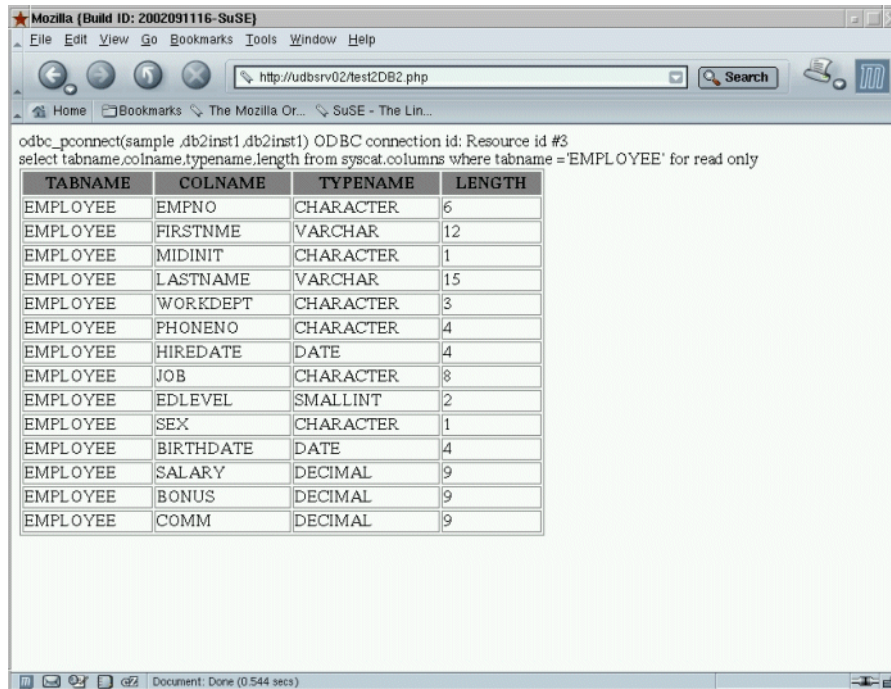 Mozilla {Build ID: 2002091116-SuSE}
File Edit View Go Bookmarks Tools Window Help
http://udbsrv02/test2DB2.php Search
Home Bookmarks The Mozilla Or... SuSE - The Lin...
odbc_pconnect(sample ,db2inst1,db2inst1) ODBC connection id: Resource id #3
select tabname,colname,typename,length from syscat.columns where tabname ='EMPLOYEE' for read only
TABNAME COLNAME TYPENAME LENGTH
EMPLOYEE EMPNO CHARACTER 6
EMPLOYEE FIRSTNME VARCHAR 12
EMPLOYEE MIDINIT CHARACTER 1
EMPLOYEE LASTNAME VARCHAR 15
EMPLOYEE WORKDEPT CHARACTER 3
EMPLOYEE PHONENO CHARACTER 4
EMPLOYEE HIREDATE DATE 4
EMPLOYEE JOB CHARACTER 8
EMPLOYEE EDLEVEL SMALLINT 2
EMPLOYEE SEX CHARACTER 1
EMPLOYEE BIRTHDATE DATE 4
EMPLOYEE SALARY DECIMAL 9
EMPLOYEE BONUS DECIMAL 9
EMPLOYEE COMM DECIMAL 9
Document: Done (0.544 secs)